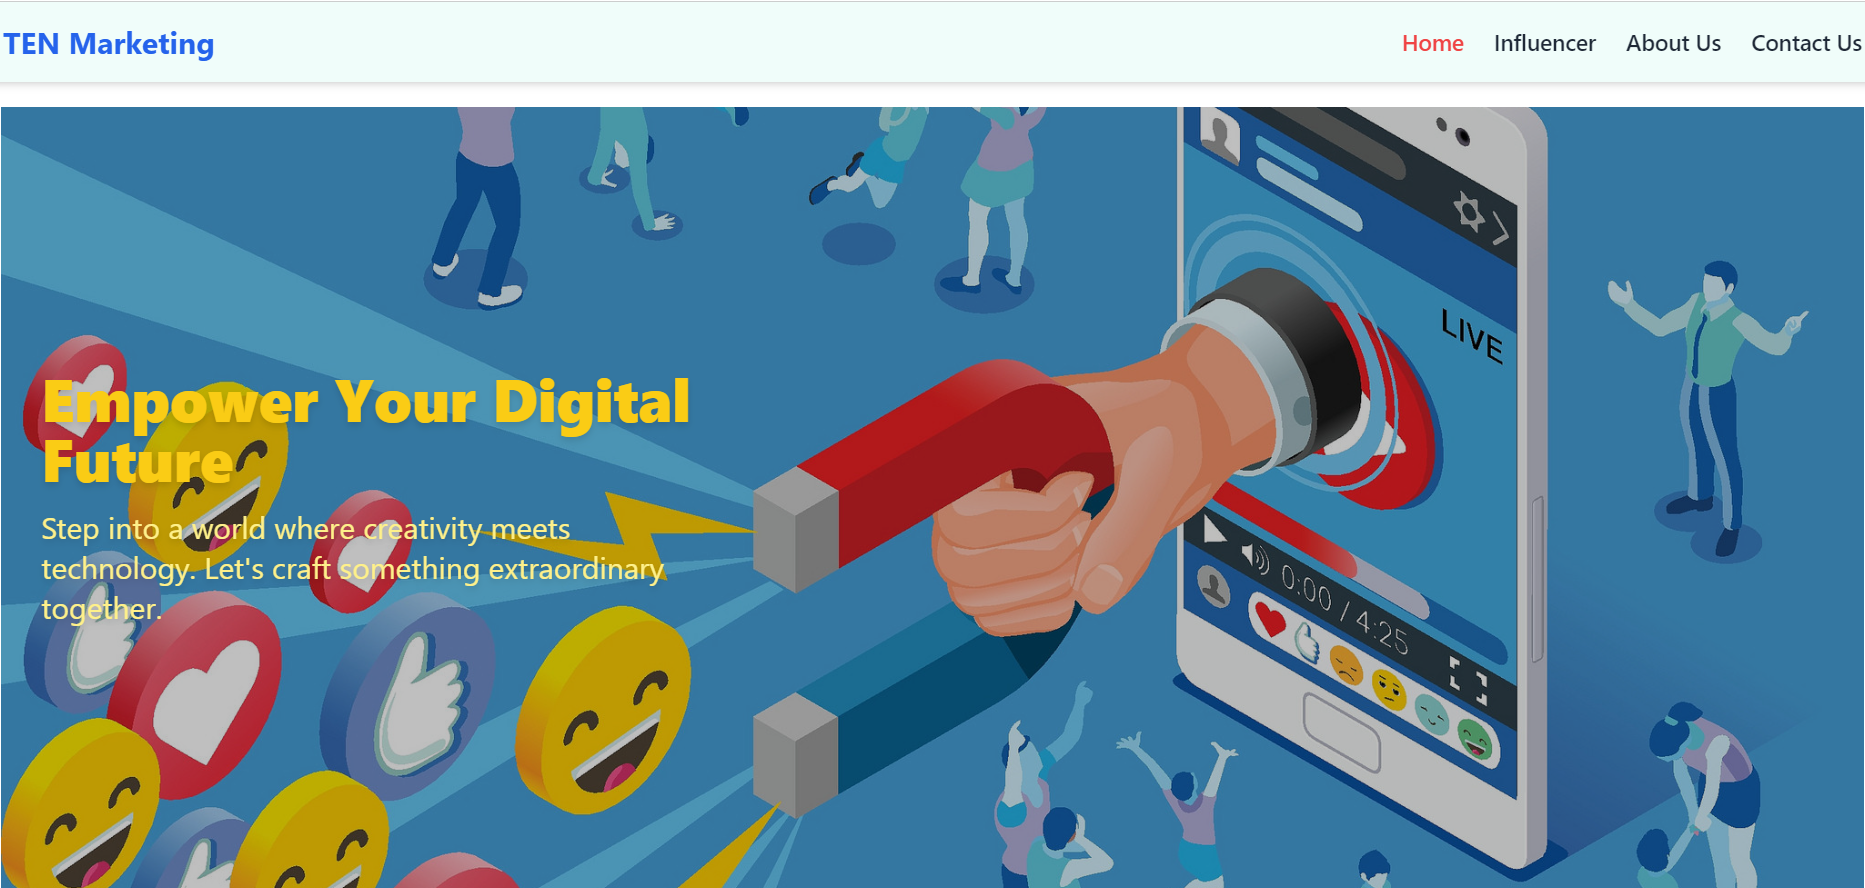 TEN Marketing
Home Influencer About Us Contact Us
Empower Your Digital
Future
Step into a world where creativity meets
technology. Let's craft something extraordinary
together.
LIVE
0:00 / 4:25